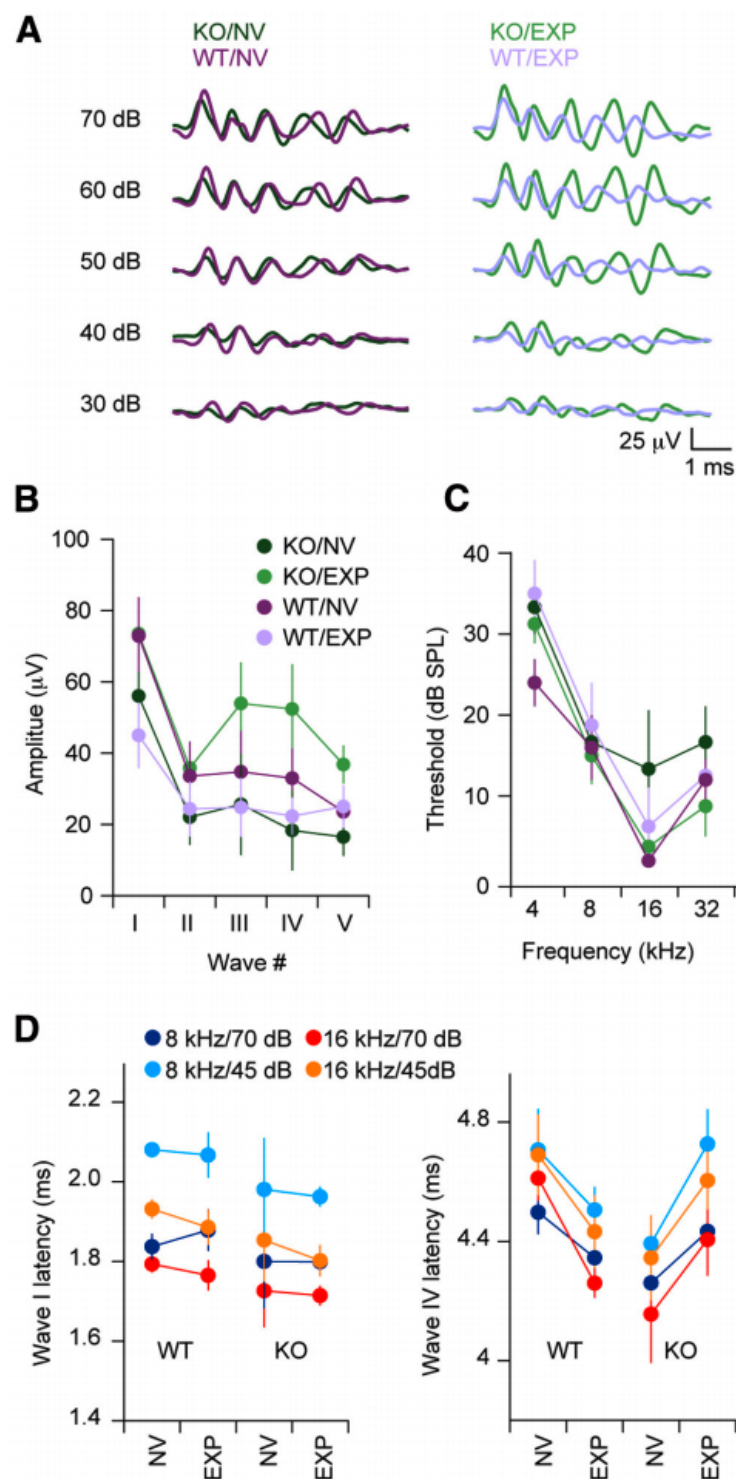 A
KO/NV KO/EXP
WT/NV WT/EXP
70 dB
60 dB
50 dB
40 dB
30 dB
25 μV
1 ms
B
100
80
60
40
20
0
Amplitue (μV)
KO/NV
KO/EXP
WT/NV
WT/EXP
I II III IV V
Wave #
C
40
30
20
10
0
Threshold (dB SPL)
4 8 16 32
Frequency (kHz)
D
8 kHz/70 dB 16 kHz/70 dB
8 kHz/45 dB 16 kHz/45dB
2.2
2.0
1.8
1.6
1.4
Wave I latency (ms)
WT KO
NV EXP NV EXP
4.8
4.4
4
Wave IV latency (ms)
WT KO
NV EXP NV EXP